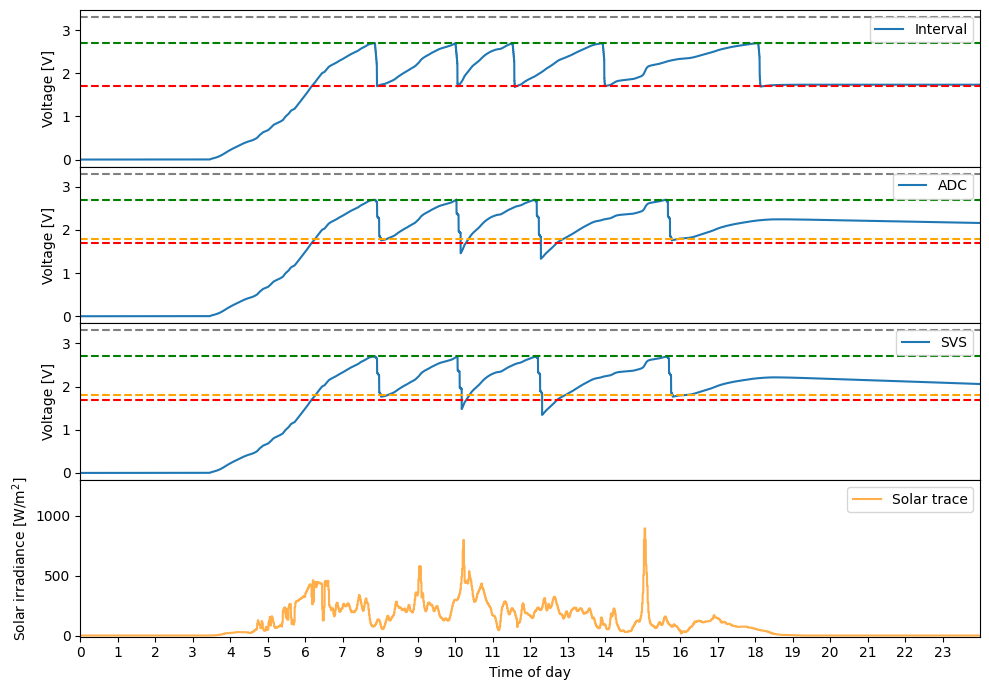 Voltage [V]
3
2
1
0
Interval
Voltage [V]
3
2
1
0
ADC
Voltage [V]
3
2
1
0
SVS
Solar irradiance [W/m²]
1000
500
0
Solar trace
0 1 2 3 4 5 6 7 8 9 10 11 12 13 14 15 16 17 18 19 20 21 22 23
Time of day